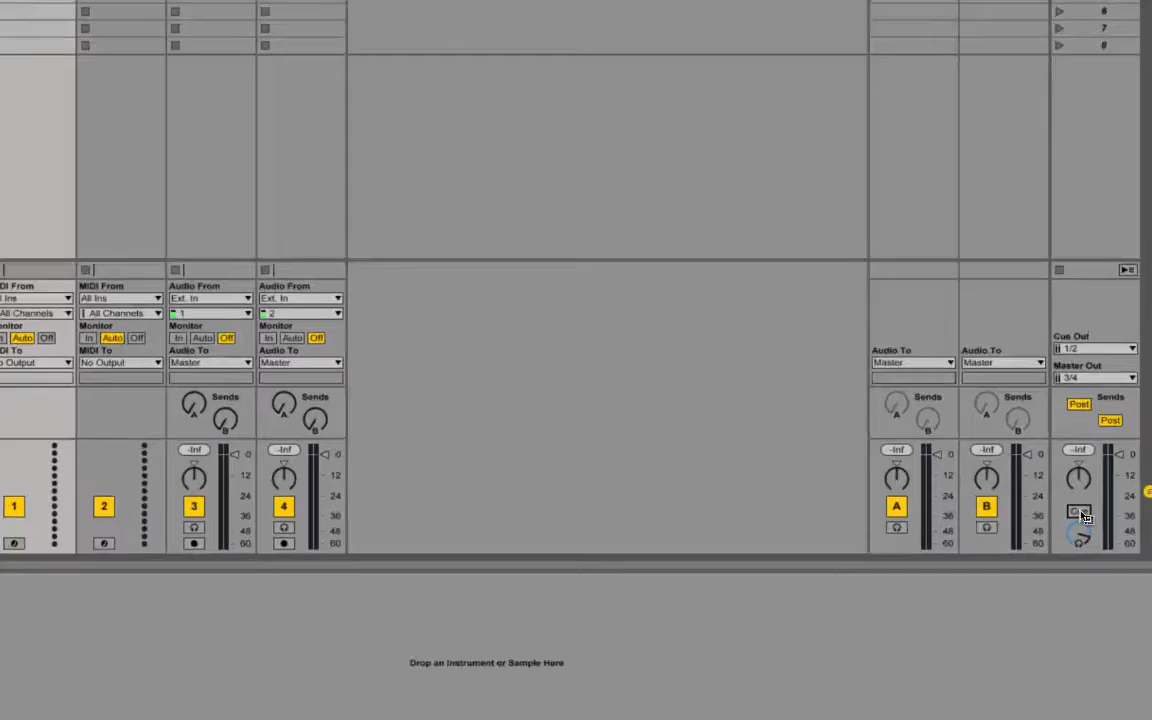 6
7
8
DI From
MIDI From
Audio From
Audio From
l Ins
All Ins
Ext. In
Ext. In
All Channels
All Channels
1
2
onitor
Monitor
Monitor
Monitor
Auto Off
In Auto Off
In Auto Off
In Auto Off
Cue Out
1/2
DI To
MIDI To
Audio To
Audio To
Audio To
Audio To
o Output
No Output
Master
Master
Master
Master
Master Out
3/4
Sends
Sends
Sends
Sends
Sends
A
A
A
A
Post
B
B
B
B
Post
-Inf
-Inf
-Inf
-Inf
-Inf
0
0
0
0
0
12
12
12
12
12
24
24
24
24
24
1
2
3
4
A
B
36
36
36
36
36
48
48
48
48
48
60
60
60
60
60
Drop an Instrument or Sample Here